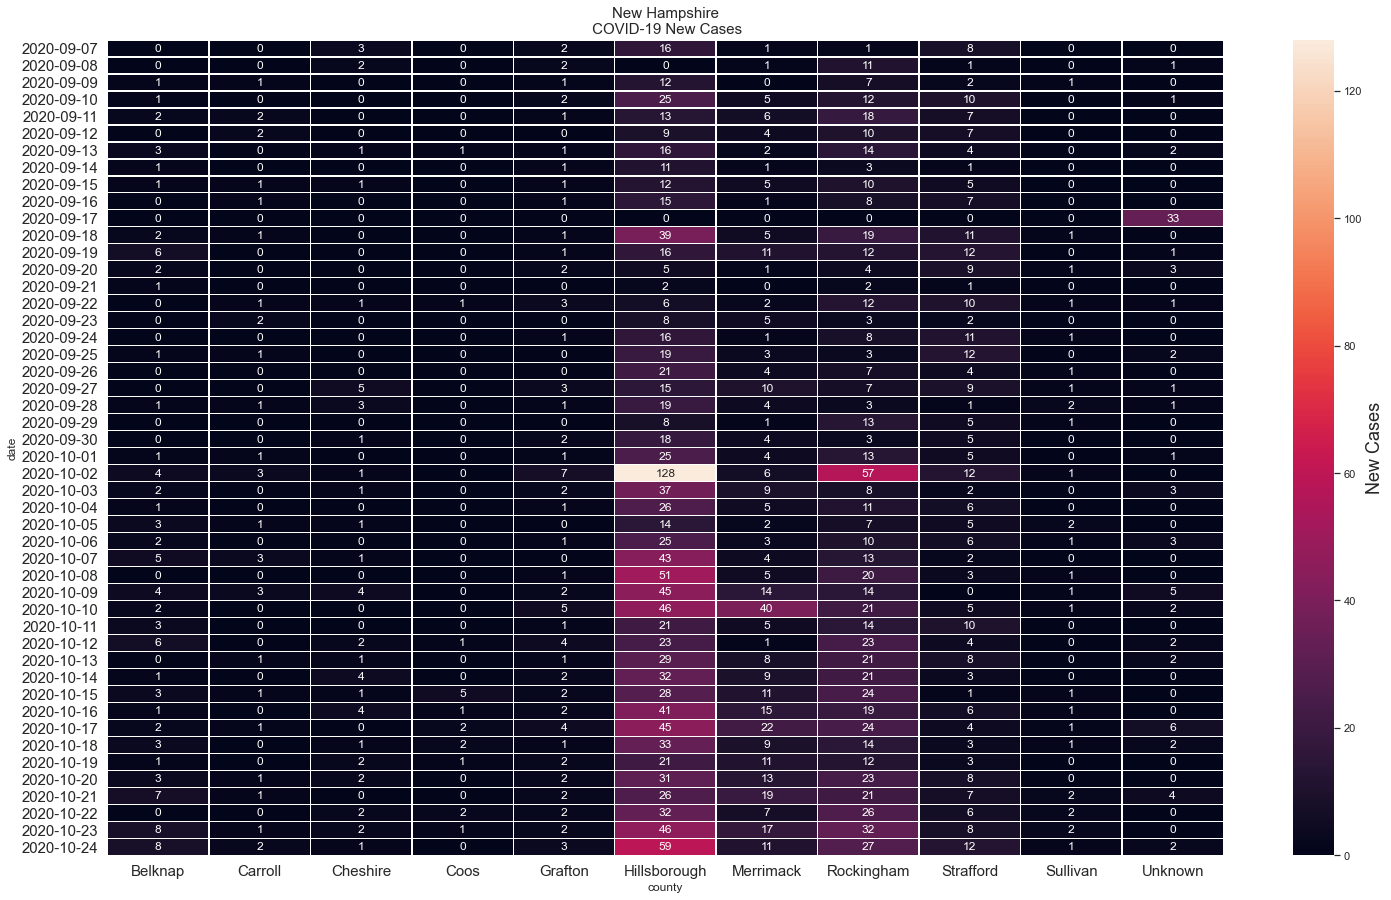 New Hampshire
COVID-19 New Cases
2020-09-07 0 0 3 0 2 16 1 1 8 0 0
2020-09-08 0 0 2 0 2 0 1 11 1 0 1
2020-09-09 1 1 0 0 1 12 0 7 2 1 0
2020-09-10 1 0 0 0 2 25 5 12 10 0 1
2020-09-11 2 2 0 0 1 13 6 18 7 0 0
2020-09-12 0 2 0 0 0 9 4 10 7 0 0
2020-09-13 3 0 1 1 1 16 2 14 4 0 2
2020-09-14 1 0 0 0 1 11 1 3 1 0 0
2020-09-15 1 1 1 0 1 12 5 10 5 0 0
2020-09-16 0 1 0 0 1 15 1 8 7 0 0
2020-09-17 0 0 0 0 0 0 0 0 0 0 33
2020-09-18 2 1 0 0 1 39 5 19 11 1 0
2020-09-19 6 0 0 0 1 16 11 12 12 0 1
2020-09-20 2 0 0 0 2 5 1 4 9 1 3
2020-09-21 1 0 0 0 0 2 0 2 1 0 0
2020-09-22 0 1 1 1 3 6 2 12 10 1 1
2020-09-23 0 2 0 0 0 8 5 3 2 0 0
2020-09-24 0 0 0 0 1 16 1 8 11 1 0
2020-09-25 1 1 0 0 0 19 3 3 12 0 2
2020-09-26 0 0 0 0 0 21 4 7 4 1 0
2020-09-27 0 0 5 0 3 15 10 7 9 1 1
2020-09-28 1 1 3 0 1 19 4 3 1 2 1
2020-09-29 0 0 0 0 0 8 1 13 5 1 0
2020-09-30 0 0 1 0 2 18 4 3 5 0 0
2020-10-01 1 1 0 0 1 25 4 13 5 0 1
2020-10-02 4 3 1 0 7 128 6 57 12 1 0
2020-10-03 2 0 1 0 2 37 9 8 2 0 3
2020-10-04 1 0 0 0 1 26 5 11 6 0 0
2020-10-05 3 1 1 0 0 14 2 7 5 2 0
2020-10-06 2 0 0 0 1 25 3 10 6 1 3
2020-10-07 5 3 1 0 0 43 4 13 2 0 0
2020-10-08 0 0 0 0 1 51 5 20 3 1 0
2020-10-09 4 3 4 0 2 45 14 14 0 1 5
2020-10-10 2 0 0 0 5 46 40 21 5 1 2
2020-10-11 3 0 0 0 1 21 5 14 10 0 0
2020-10-12 6 0 2 1 4 23 1 23 4 0 2
2020-10-13 0 1 1 0 1 29 8 21 8 0 2
2020-10-14 1 0 4 0 2 32 9 21 3 0 2
2020-10-15 3 1 1 5 2 28 11 24 1 1 0
2020-10-16 1 0 4 1 2 41 15 19 6 1 0
2020-10-17 2 1 0 2 4 45 22 24 4 1 6
2020-10-18 3 0 1 2 1 33 9 14 3 1 2
2020-10-19 1 0 2 1 2 21 11 12 3 0 0
2020-10-20 3 1 2 0 2 31 13 23 8 0 0
2020-10-21 7 1 0 0 2 26 19 21 7 2 4
2020-10-22 0 0 2 2 2 32 7 26 6 2 0
2020-10-23 8 1 2 1 2 46 17 32 8 2 0
2020-10-24 8 2 1 0 3 59 11 27 12 1 2
Belknap Carroll Cheshire Coos Grafton Hillsborough Merrimack Rockingham Strafford Sullivan Unknown
county
date
120
100
80
60
40
20
0
New Cases